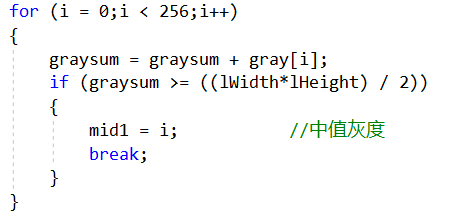 for (i = 0;i < 256;i++)
{
    graysum = graysum + gray[i];
    if (graysum >= ((lWidth*lHeight) / 2))
    {
        mid1 = i;              //中值灰度
        break;
    }
}